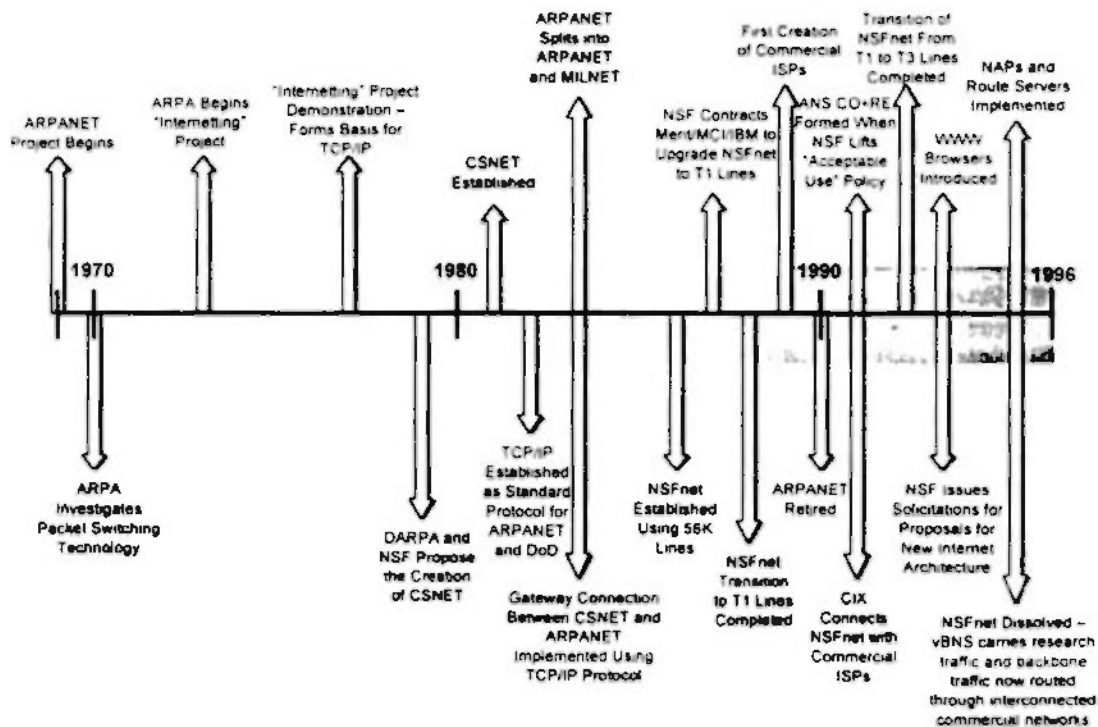 ARPANET
Project Begins
ARPA Begins
"Internetting"
Project
"Internetting" Project
Demonstration –
Forms Basis for
TCP/IP
CSNET
Established
ARPANET
Splits into
ARPANET
and MILNET
NSF Contracts
Merit/MCI/IBM to
Upgrade NSFnet
to T1 Lines
First Creation
of Commercial
ISPs
ANS CO+RE
Formed When
NSF Lifts
"Acceptable
Use" Policy
Transition of
NSFnet From
T1 to T3 Lines
Completed
WWW
Browsers
Introduced
NAPs and
Route Servers
Implemented
1970
1980
1990
1996
ARPA
Investigates
Packet Switching
Technology
DARPA and
NSF Propose
the Creation
of CSNET
TCP/IP
Established
as Standard
Protocol for
ARPANET
and DoD
Gateway Connection
Between CSNET and
ARPANET
Implemented Using
TCP/IP Protocol
NSFnet
Established
Using 56K
Lines
NSFnet
Transition
to T1 Lines
Completed
ARPANET
Retired
CIX
Connects
NSFnet with
Commercial
ISPs
NSF Issues
Solicitations for
Proposals for
New Internet
Architecture
NSFnet Dissolved –
vBNS carries research
traffic and backbone
traffic now routed
through interconnected
commercial networks